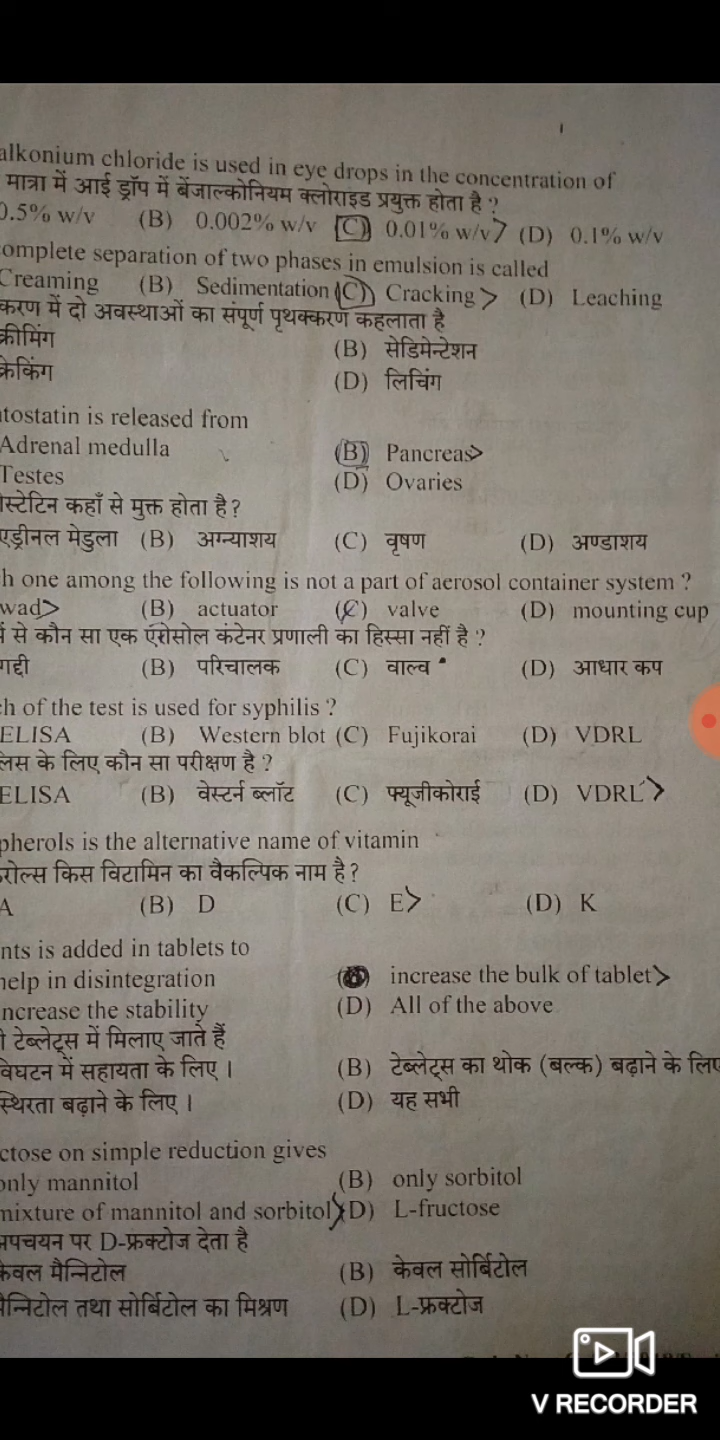 alkonium chloride is used in eye drops in the concentration of
मात्रा में आई ड्रॉप में बेंजाल्कोनियम क्लोराइड प्रयुक्त होता है ?
0.5% w/v (B) 0.002% w/v (C) 0.01% w/v (D) 0.1% w/v
omplete separation of two phases in emulsion is called
Creaming (B) Sedimentation (C) Cracking (D) Leaching
करण में दो अवस्थाओं का संपूर्ण पृथक्करण कहलाता है
क्रीमिंग (B) सेडिमेन्टेशन
क्रेकिंग (D) लिचिंग
tostatin is released from
Adrenal medulla (B) Pancreas
Testes (D) Ovaries
स्टेटिन कहाँ से मुक्त होता है ?
एड्रीनल मेडुला (B) अग्न्याशय (C) वृषण (D) अण्डाशय
h one among the following is not a part of aerosol container system ?
wad (B) actuator (C) valve (D) mounting cup
में से कौन सा एक एरोसोल कंटेनर प्रणाली का हिस्सा नहीं है ?
गद्दी (B) परिचालक (C) वाल्व (D) आधार कप
ch of the test is used for syphilis ?
ELISA (B) Western blot (C) Fujikorai (D) VDRL
लिस के लिए कौन सा परीक्षण है ?
ELISA (B) वेस्टर्न ब्लॉट (C) फ्यूजीकोराई (D) VDRL
pherols is the alternative name of vitamin
रोल्स किस विटामिन का वैकल्पिक नाम है ?
A (B) D (C) E (D) K
nts is added in tablets to
help in disintegration increase the bulk of tablet
ncrease the stability (D) All of the above
टेब्लेट्स में मिलाए जाते हैं
विघटन में सहायता के लिए । (B) टेब्लेट्स का थोक (बल्क) बढ़ाने के लिए
स्थिरता बढ़ाने के लिए । (D) यह सभी
ctose on simple reduction gives
only mannitol (B) only sorbitol
mixture of mannitol and sorbitol (D) L-fructose
अपचयन पर D-फ्रक्टोज देता है
केवल मैन्निटोल (B) केवल सोर्बिटोल
मैन्निटोल तथा सोर्बिटोल का मिश्रण (D) L-फ्रक्टोज
V RECORDER